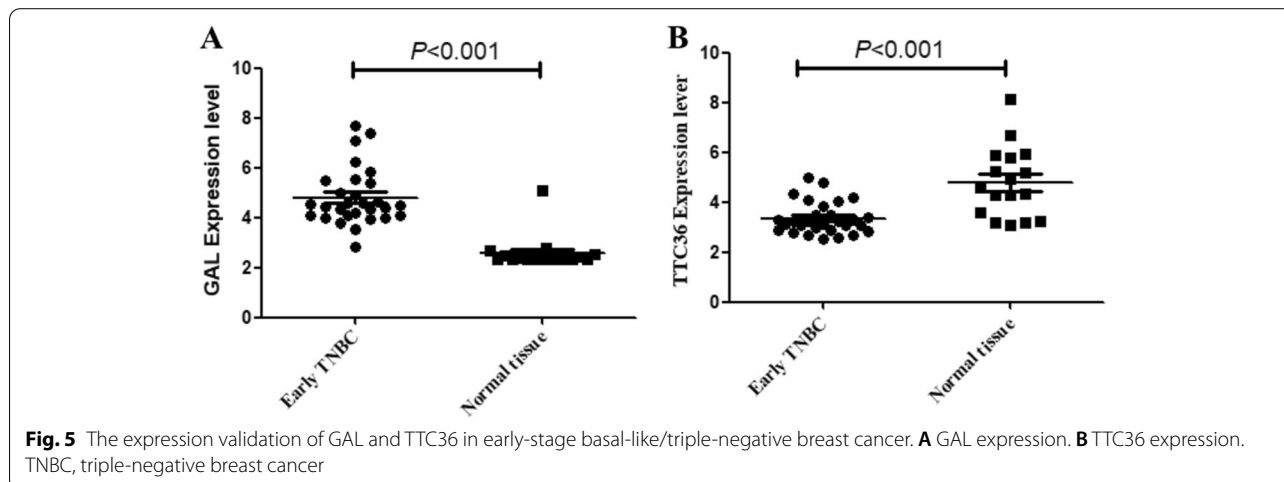 A
P<0.001
GAL Expression level
10
8
6
4
2
0
Early TNBC
Normal tissue
B
P<0.001
TTC36 Expression lever
10
8
6
4
2
0
Early TNBC
Normal tissue
Fig. 5 The expression validation of GAL and TTC36 in early-stage basal-like/triple-negative breast cancer. A GAL expression. B TTC36 expression.
TNBC, triple-negative breast cancer